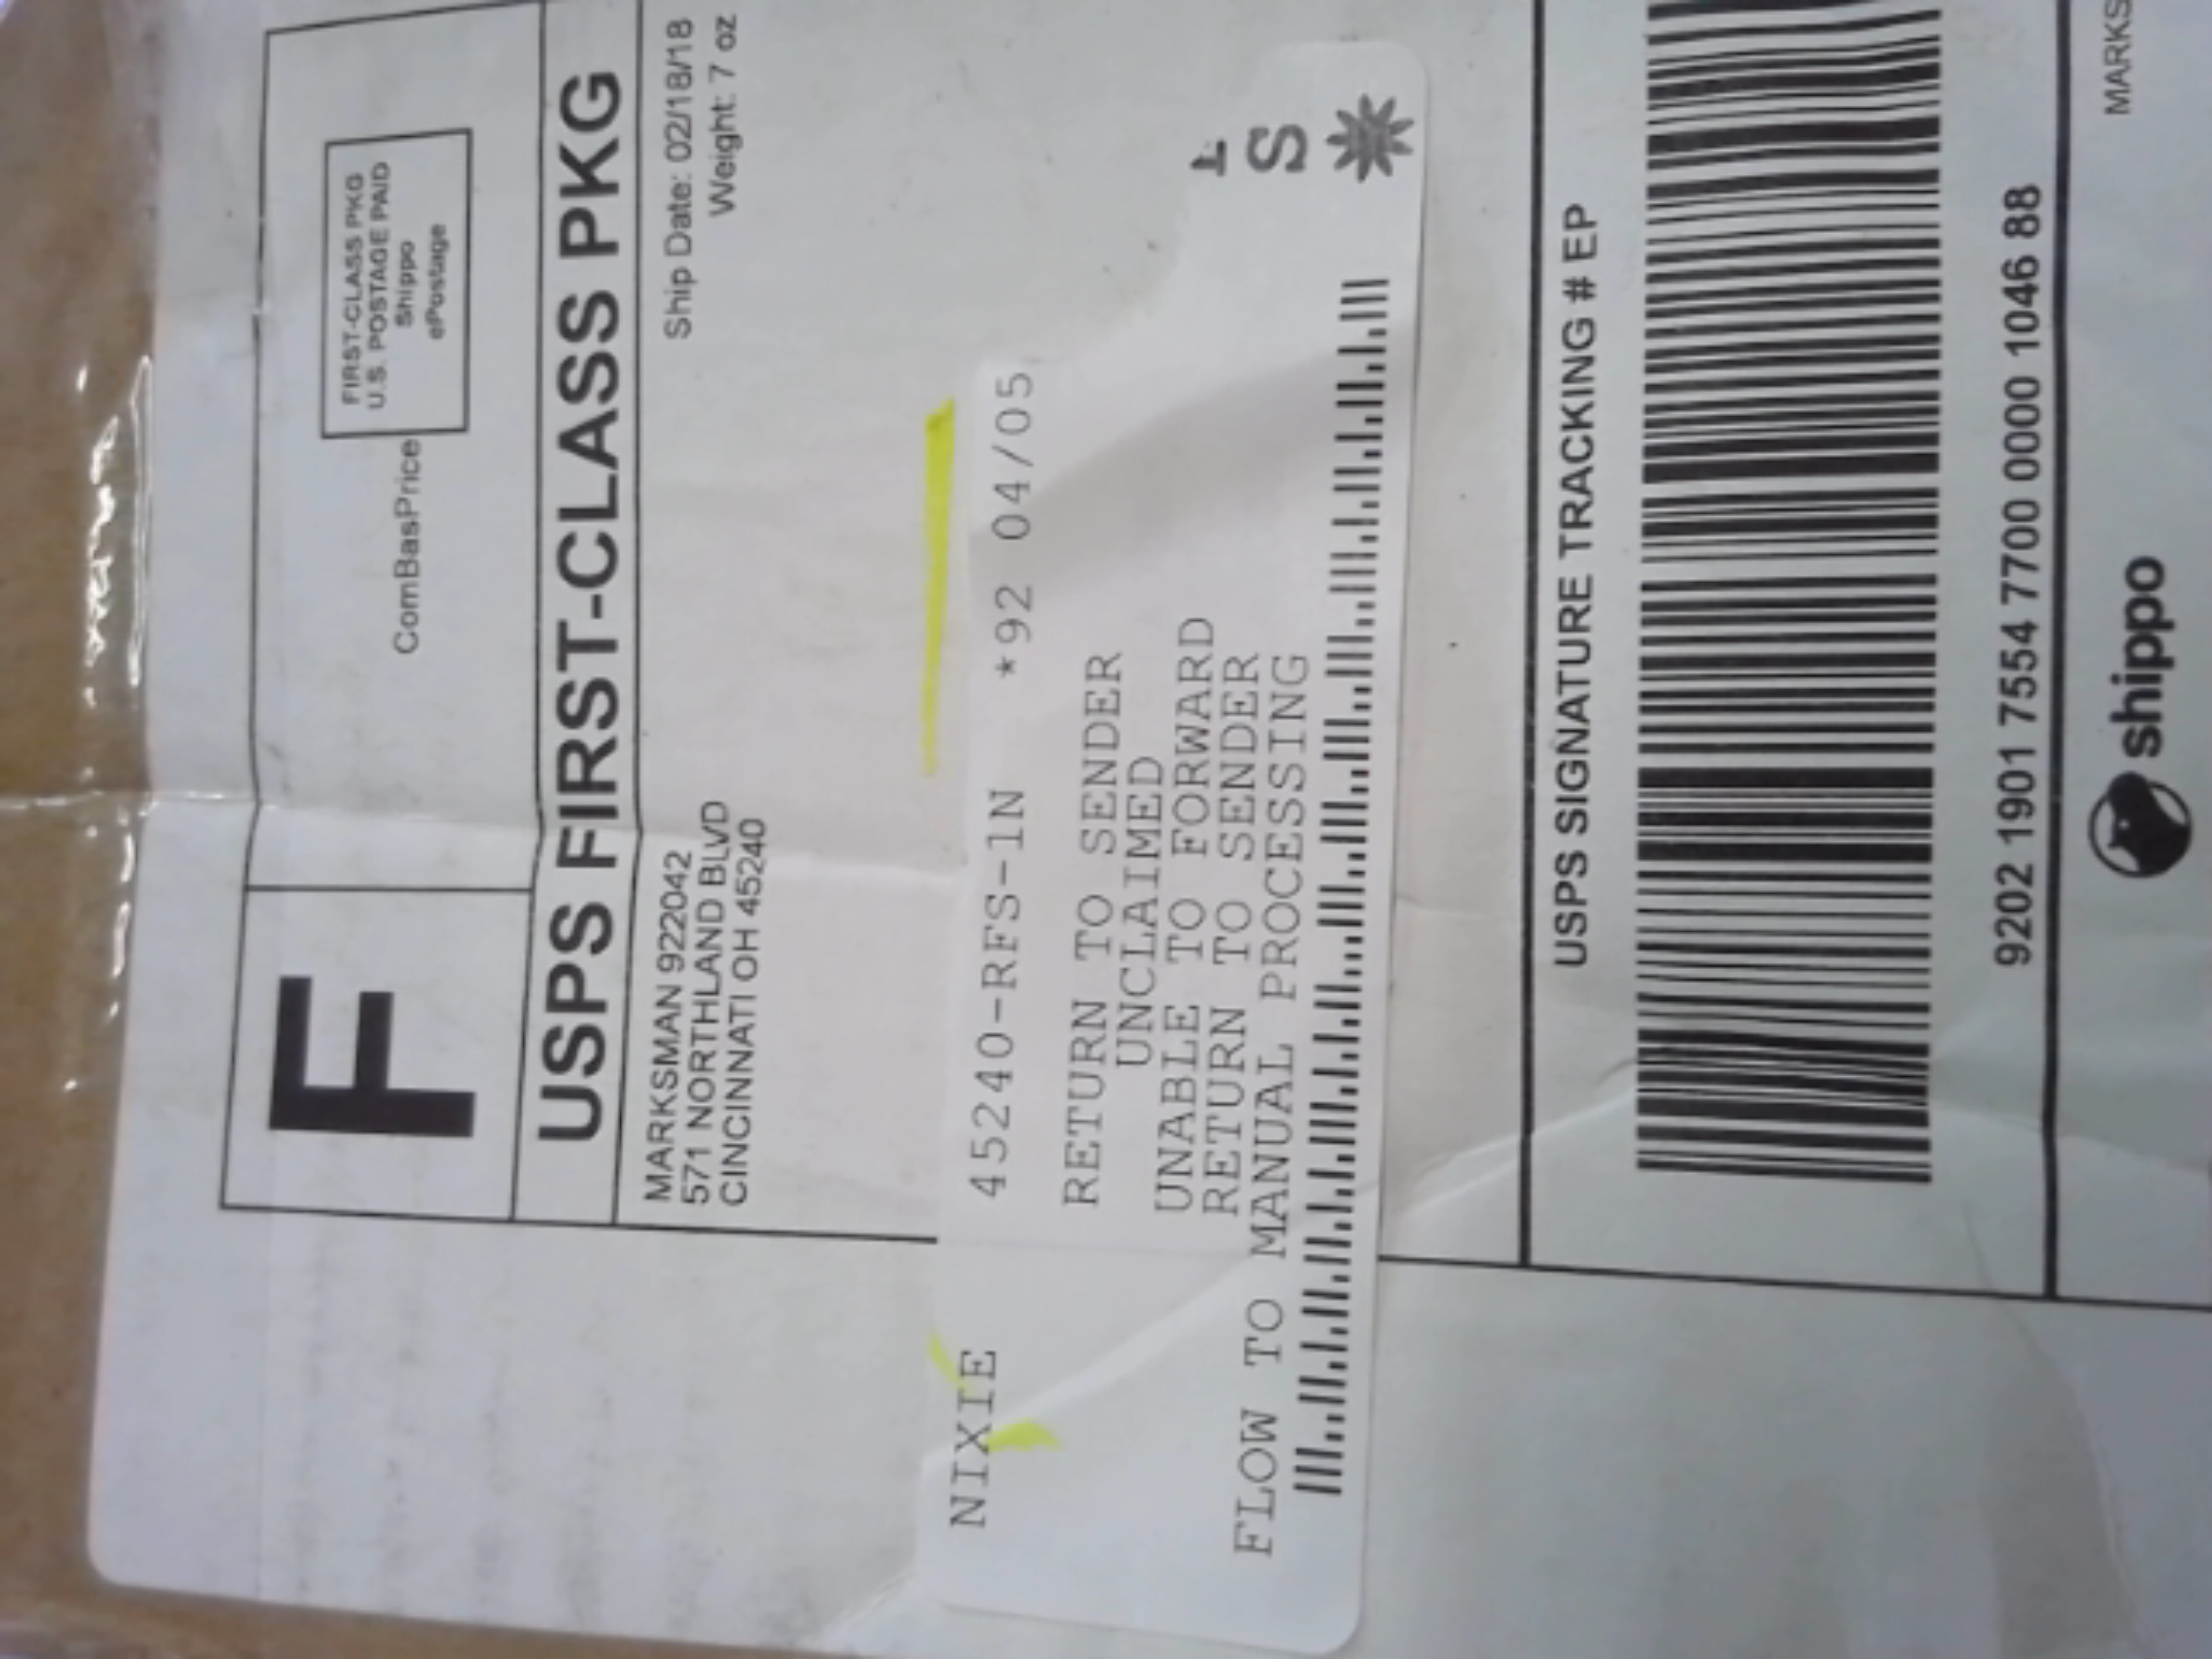 F
FIRST-CLASS PKG
U.S. POSTAGE PAID
Shippo
ePostage
ComBasPrice
USPS FIRST-CLASS PKG
MARKSMAN 922042
571 NORTHLAND BLVD
CINCINNATI OH 45240
Ship Date: 02/18/18
Weight: 7 oz
NIXIE 45240-RFS-1N *92 04/05
RETURN TO SENDER
UNCLAIMED
UNABLE TO FORWARD
RETURN TO SENDER
FLOW TO MANUAL PROCESSING
S
USPS SIGNATURE TRACKING # EP
9202 1901 7554 7700 0000 1046 88
shippo
MARKS